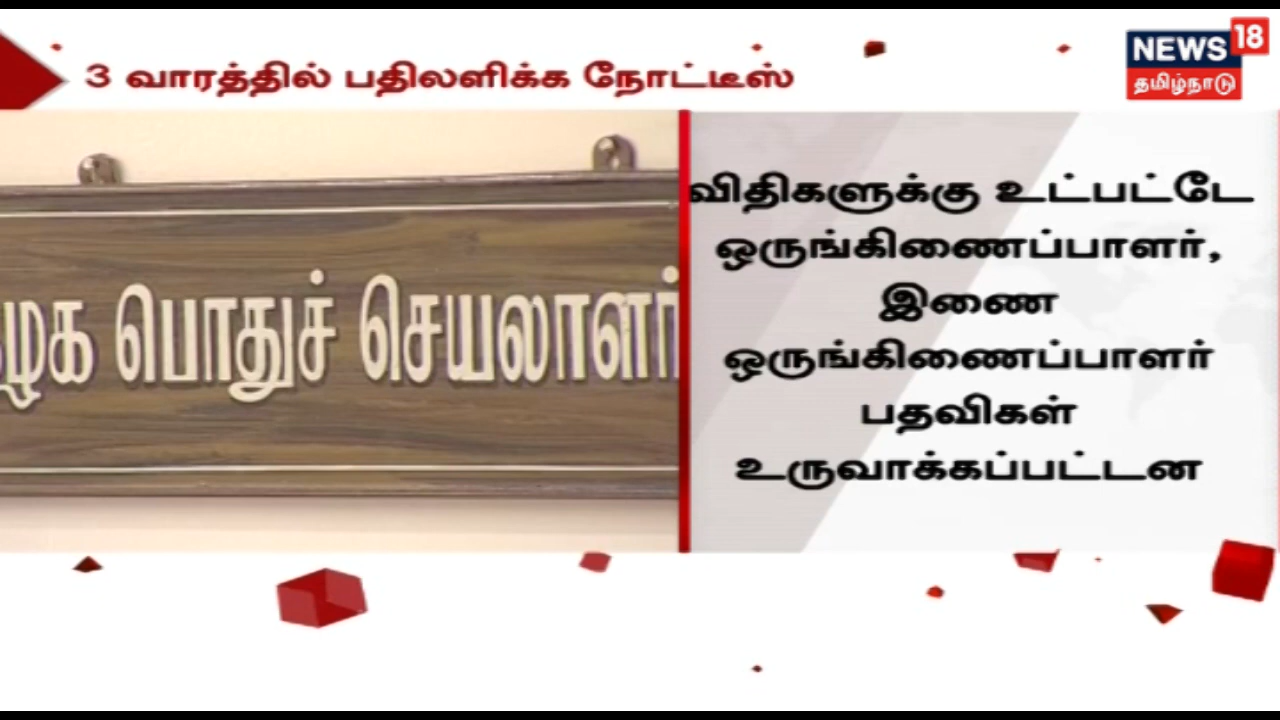 3 வாரத்தில் பதிலளிக்க நோட்டீஸ்
NEWS 18
தமிழ்நாடு
பொதுச் செயலாளர்
விதிகளுக்கு உட்பட்டே
ஒருங்கிணைப்பாளர்,
இணை
ஒருங்கிணைப்பாளர்
பதவிகள்
உருவாக்கப்பட்டன